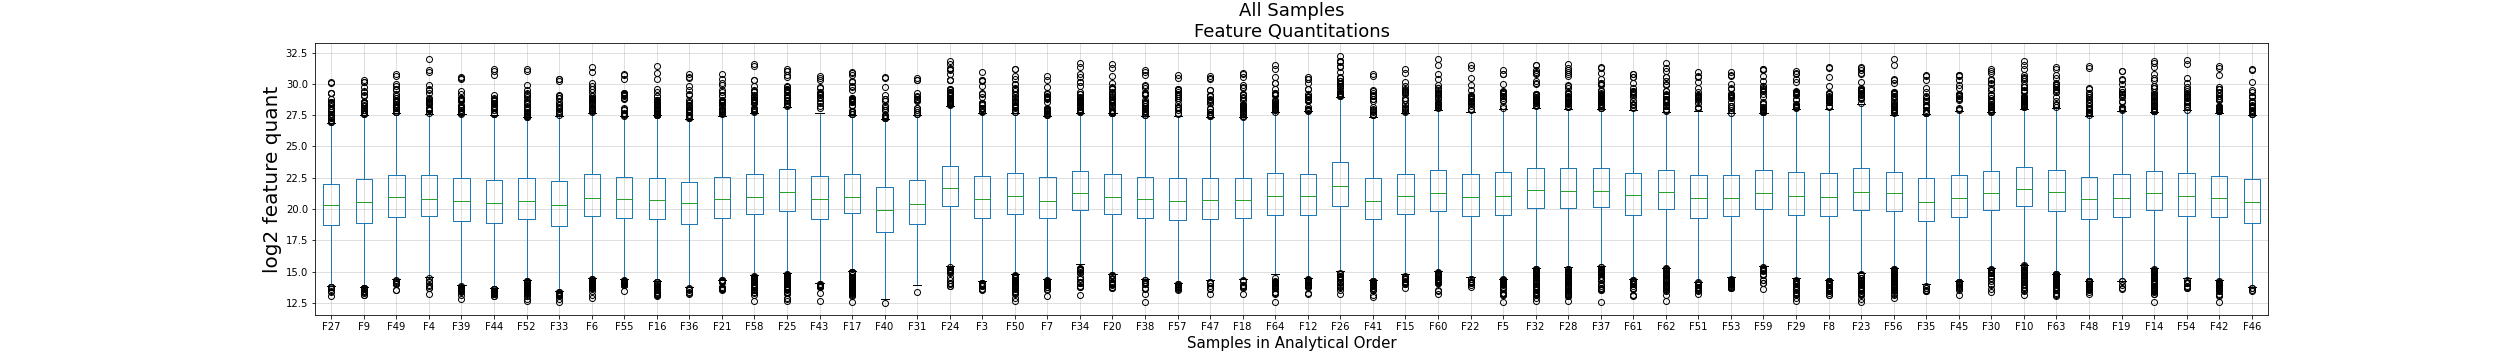 All Samples
Feature Quantitations
log2 feature quant
32.5
30.0
27.5
25.0
22.5
20.0
17.5
15.0
12.5
F27 F9 F49 F4 F39 F44 F52 F33 F6 F55 F16 F36 F21 F58 F25 F43 F17 F40 F31 F24 F3 F50 F7 F34 F20 F38 F57 F47 F18 F64 F12 F26 F41 F15 F60 F22 F5 F32 F28 F37 F61 F62 F51 F53 F59 F29 F8 F23 F56 F35 F45 F30 F10 F63 F48 F19 F14 F54 F42 F46
Samples in Analytical Order